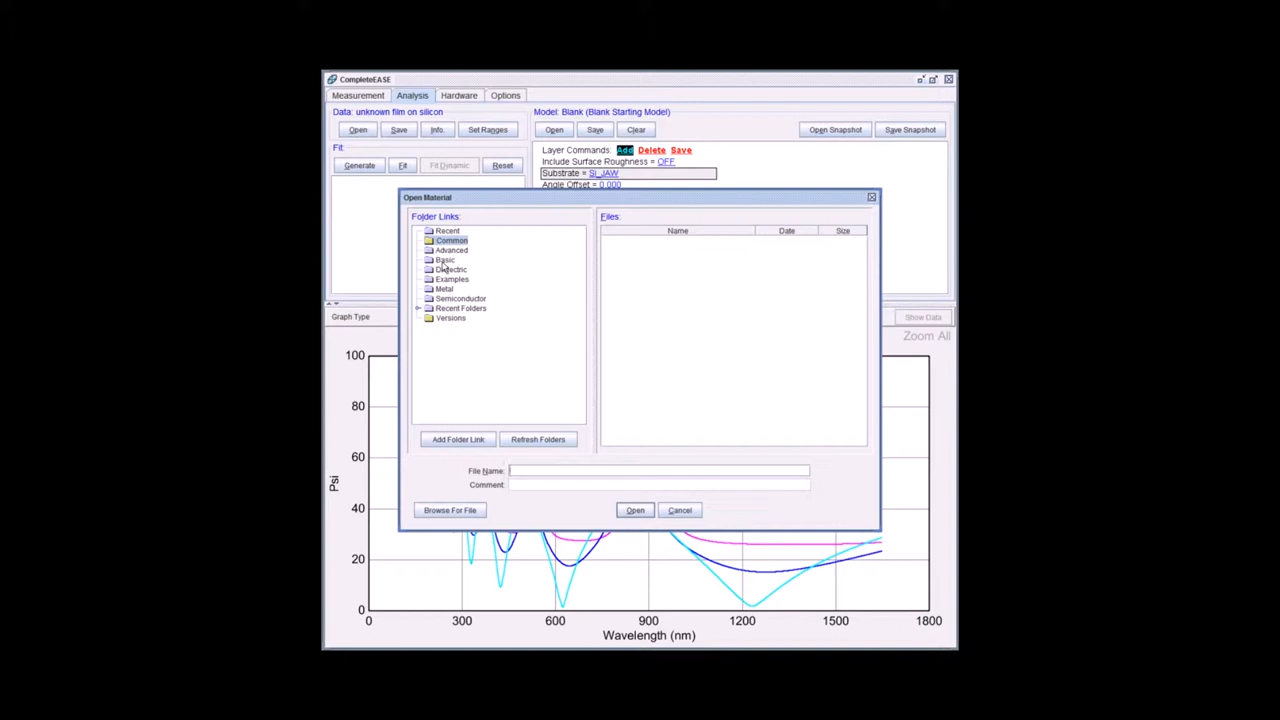 CompleteEASE
Measurement Analysis Hardware Options
Data: unknown film on silicon
Open Save Info. Set Ranges
Fit:
Generate Fit Fit Dynamic Reset
Model: Blank (Blank Starting Model)
Open Save Clear Open Snapshot Save Snapshot
Layer Commands: Add Delete Save
Include Surface Roughness = OFF
Substrate = Si_JAW
Angle Offset = 0.000
Open Material
Folder Links:
Recent
Common
Advanced
Basic
Dielectric
Examples
Metal
Semiconductor
Recent Folders
Versions
Add Folder Link Refresh Folders
Files:
Name Date Size
File Name:
Comment:
Browse For File Open Cancel
Graph Type Show Data
Zoom All
100
80
60
40
20
0
Psi
0 300 600 900 1200 1500 1800
Wavelength (nm)